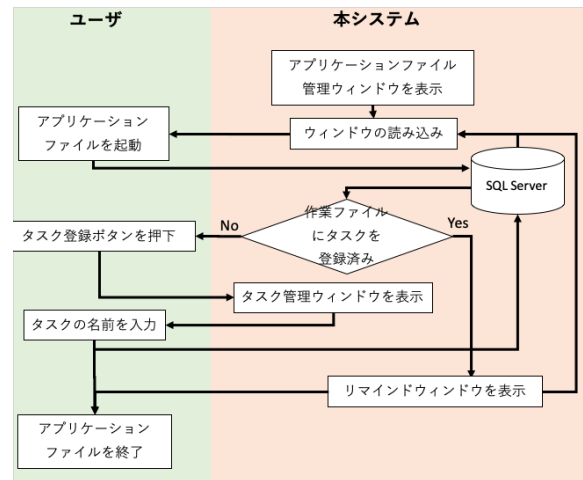 ユーザ
本システム
アプリケーションファイル
管理ウィンドウを表示
アプリケーション
ファイルを起動
ウィンドウの読み込み
SQL Server
作業ファイル
にタスクを
登録済み
No
Yes
タスク登録ボタンを押下
タスク管理ウィンドウを表示
タスクの名前を入力
リマインドウィンドウを表示
アプリケーション
ファイルを終了